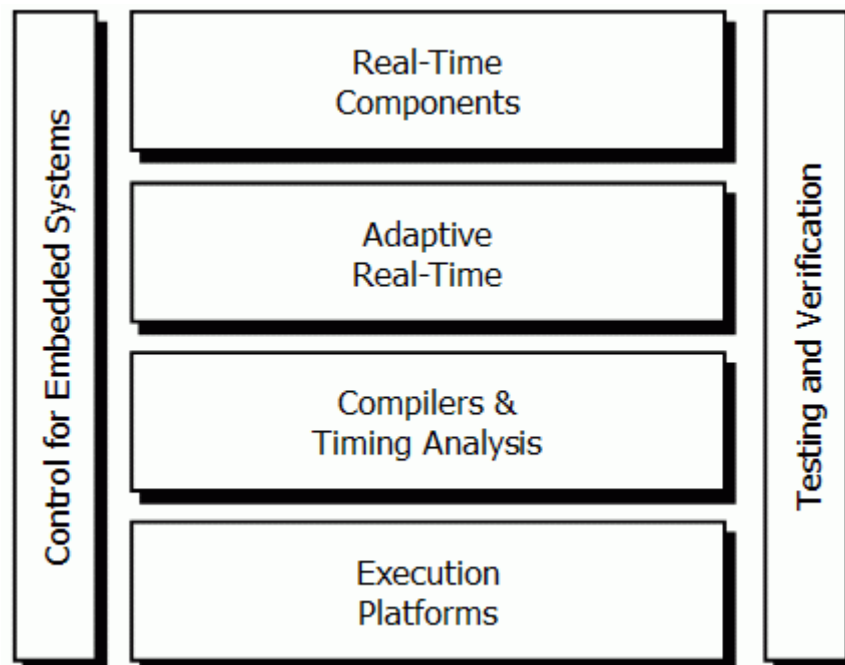 Control for Embedded Systems
Real-Time
Components
Adaptive
Real-Time
Compilers &
Timing Analysis
Execution
Platforms
Testing and Verification